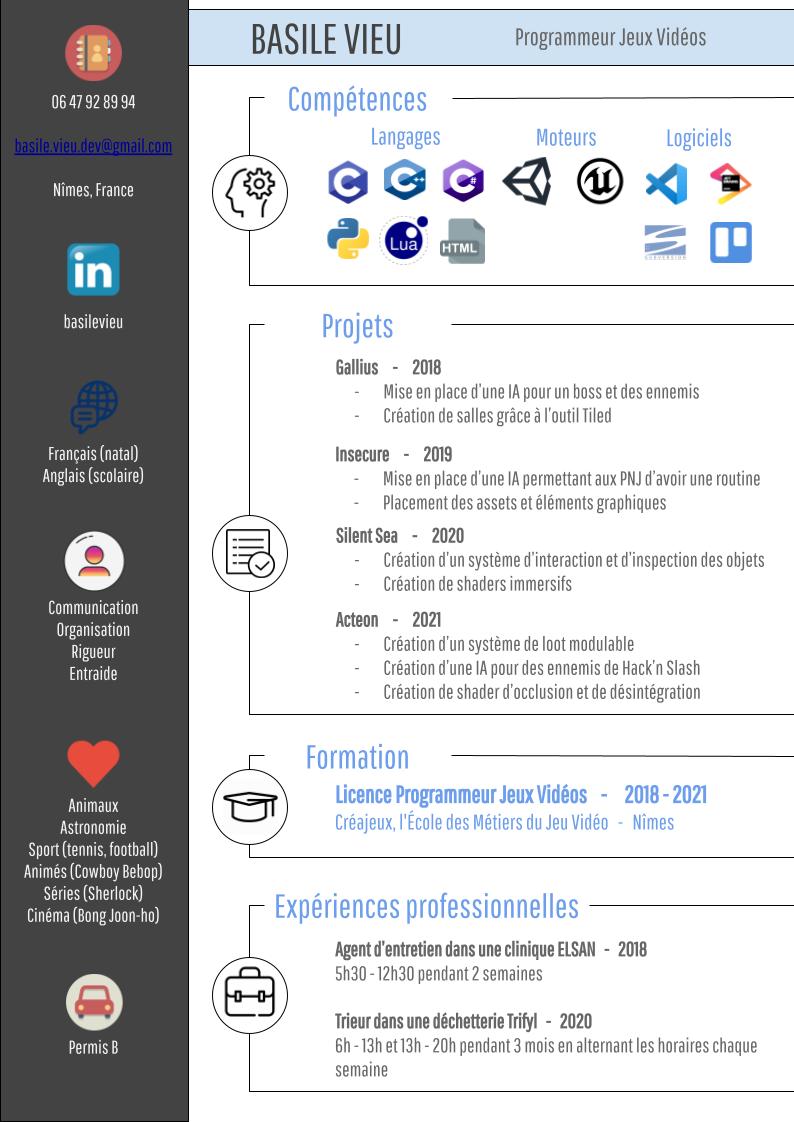 BASILE VIEU
Programmeur Jeux Vidéos
06 47 92 89 94
basile.vieu.dev@gmail.com
Nîmes, France
in
basilevieu
Français (natal)
Anglais (scolaire)
Communication
Organisation
Rigueur
Entraide
Animaux
Astronomie
Sport (tennis, football)
Animés (Cowboy Bebop)
Séries (Sherlock)
Cinéma (Bong Joon-ho)
Permis B
Compétences
Langages
Moteurs
Logiciels
C
C++
C#
Lua
HTML
SUBVERSION
Projets
Gallius - 2018
- Mise en place d'une IA pour un boss et des ennemis
- Création de salles grâce à l'outil Tiled
Insecure - 2019
- Mise en place d'une IA permettant aux PNJ d'avoir une routine
- Placement des assets et éléments graphiques
Silent Sea - 2020
- Création d'un système d'interaction et d'inspection des objets
- Création de shaders immersifs
Acteon - 2021
- Création d'un système de loot modulable
- Création d'une IA pour des ennemis de Hack'n Slash
- Création de shader d'occlusion et de désintégration
Formation
Licence Programmeur Jeux Vidéos - 2018 - 2021
Créajeux, l'École des Métiers du Jeu Vidéo - Nîmes
Expériences professionnelles
Agent d'entretien dans une clinique ELSAN - 2018
5h30 - 12h30 pendant 2 semaines
Trieur dans une déchetterie Trifyl - 2020
6h - 13h et 13h - 20h pendant 3 mois en alternant les horaires chaque
semaine